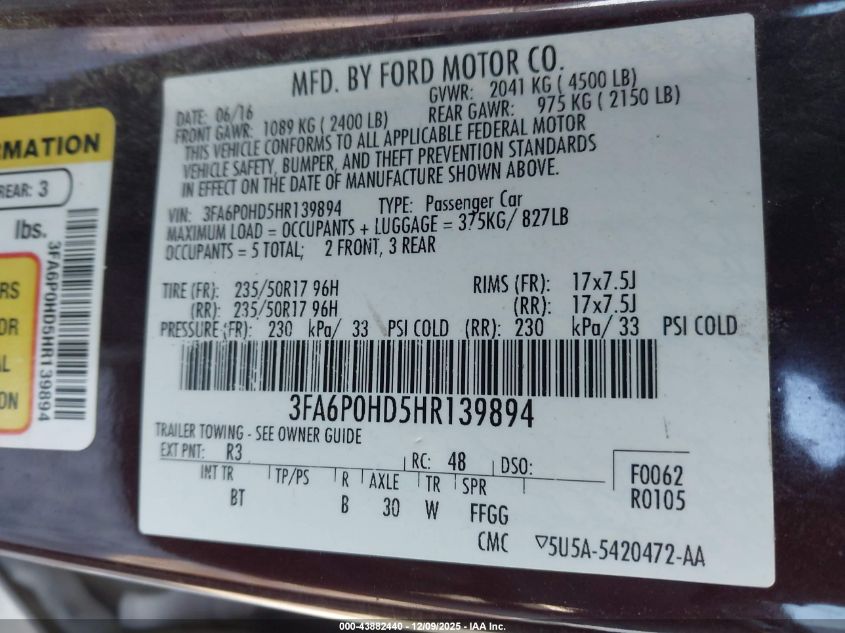 MFD. BY FORD MOTOR CO.
DATE: 06/16 GVWR: 2041 KG ( 4500 LB)
FRONT GAWR: 1089 KG ( 2400 LB) REAR GAWR: 975 KG ( 2150 LB)
THIS VEHICLE CONFORMS TO ALL APPLICABLE FEDERAL MOTOR
VEHICLE SAFETY, BUMPER, AND THEFT PREVENTION STANDARDS
IN EFFECT ON THE DATE OF MANUFACTURE SHOWN ABOVE.
VIN: 3FA6P0HD5HR139894 TYPE: Passenger Car
MAXIMUM LOAD = OCCUPANTS + LUGGAGE = 375KG/ 827LB
OCCUPANTS = 5 TOTAL; 2 FRONT, 3 REAR
TIRE (FR): 235/50R17 96H RIMS (FR): 17x7.5J
(RR): 235/50R17 96H (RR): 17x7.5J
PRESSURE (FR): 230 kPa/ 33 PSI COLD (RR): 230 kPa/ 33 PSI COLD
3FA6P0HD5HR139894
TRAILER TOWING - SEE OWNER GUIDE
EXT PNT: R3 RC: 48 DSO: F0062
INT TR TP/PS R AXLE TR SPR R0105
BT B 30 W FFGG
CMC ▽5U5A-5420472-AA
RMATION
REAR: 3
lbs.
3FA6P0HD5HR139894
RS
OR
AL
ON
000-43882440 - 12/09/2025 - IAA Inc.